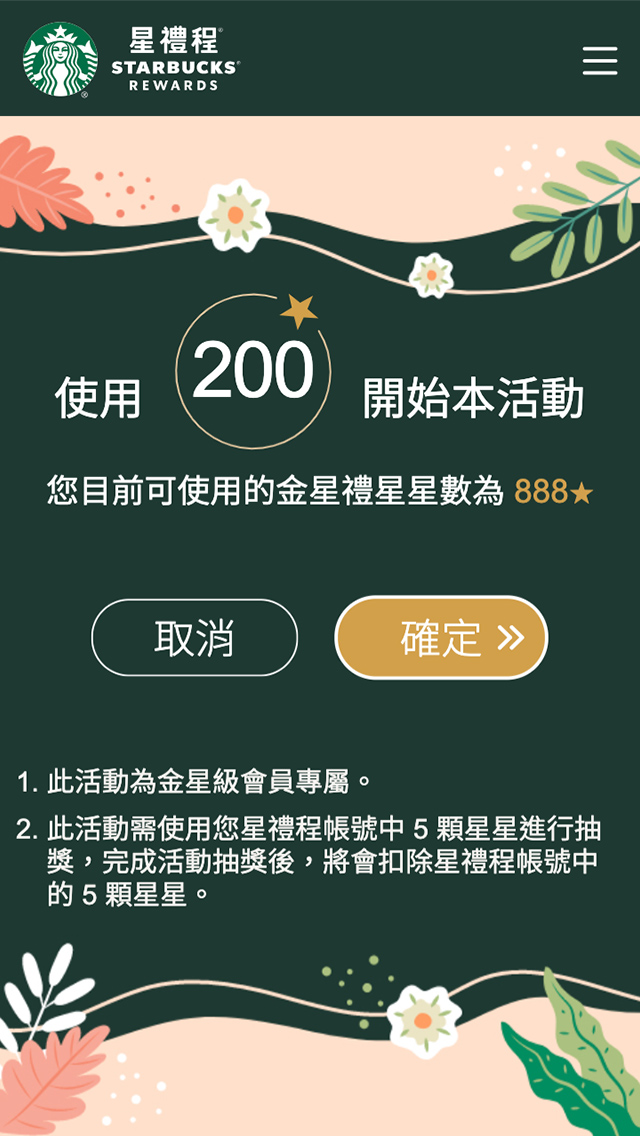 星禮程®
STARBUCKS®
REWARDS
®
使用 200 開始本活動
您目前可使用的金星禮星星數為 888★
取消
確定 »
1. 此活動為金星級會員專屬。
2. 此活動需使用您星禮程帳號中 5 顆星星進行抽
獎，完成活動抽獎後，將會扣除星禮程帳號中
的 5 顆星星。